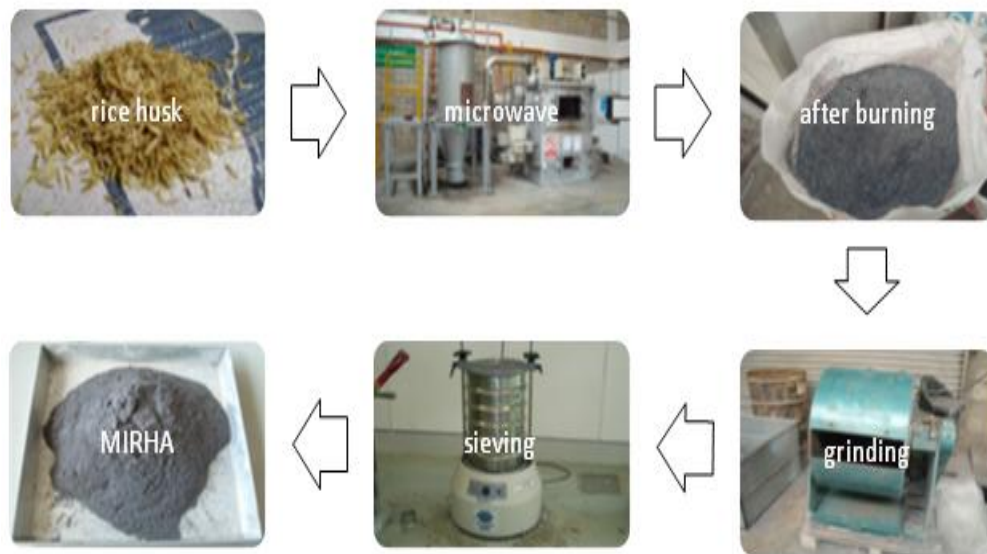 rice husk
microwave
after burning
grinding
sieving
MIRHA